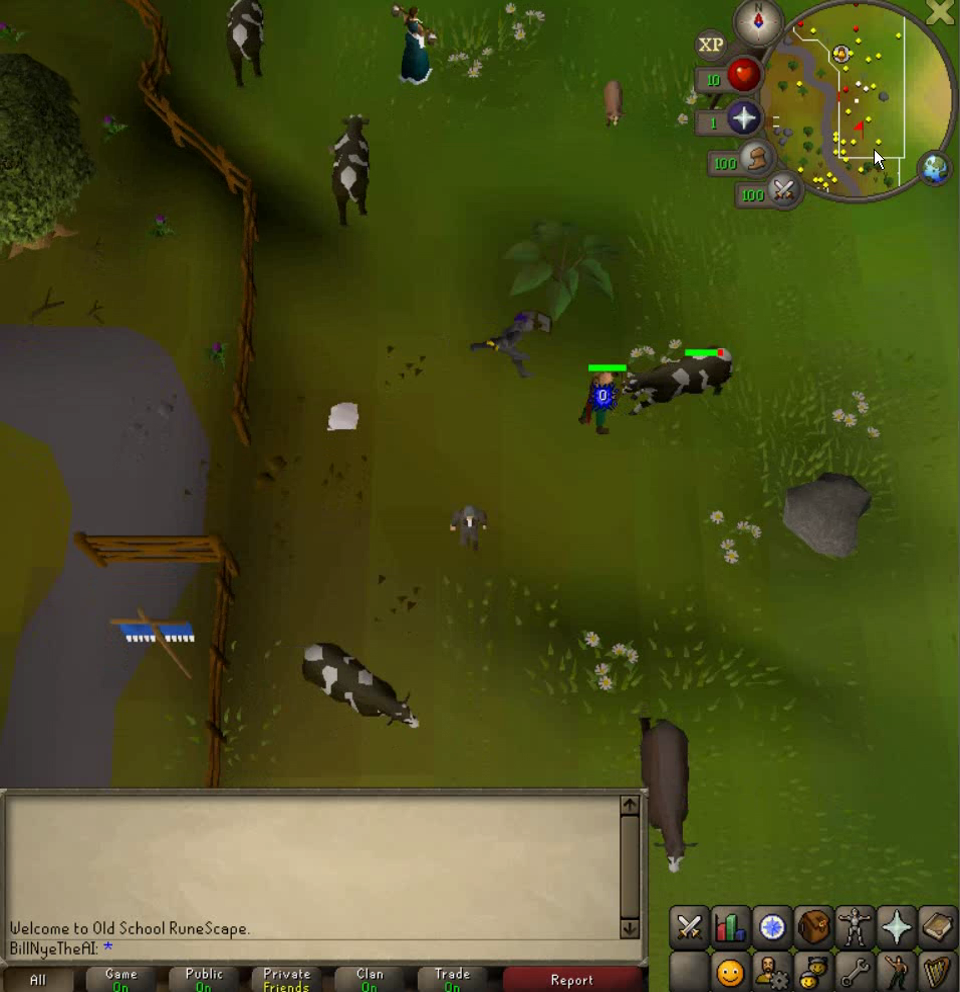 N
XP
10
1
100
100
0
Welcome to Old School RuneScape.
BillNyeTheAI: *
All
Game
On
Public
On
Private
Friends
Clan
On
Trade
On
Report